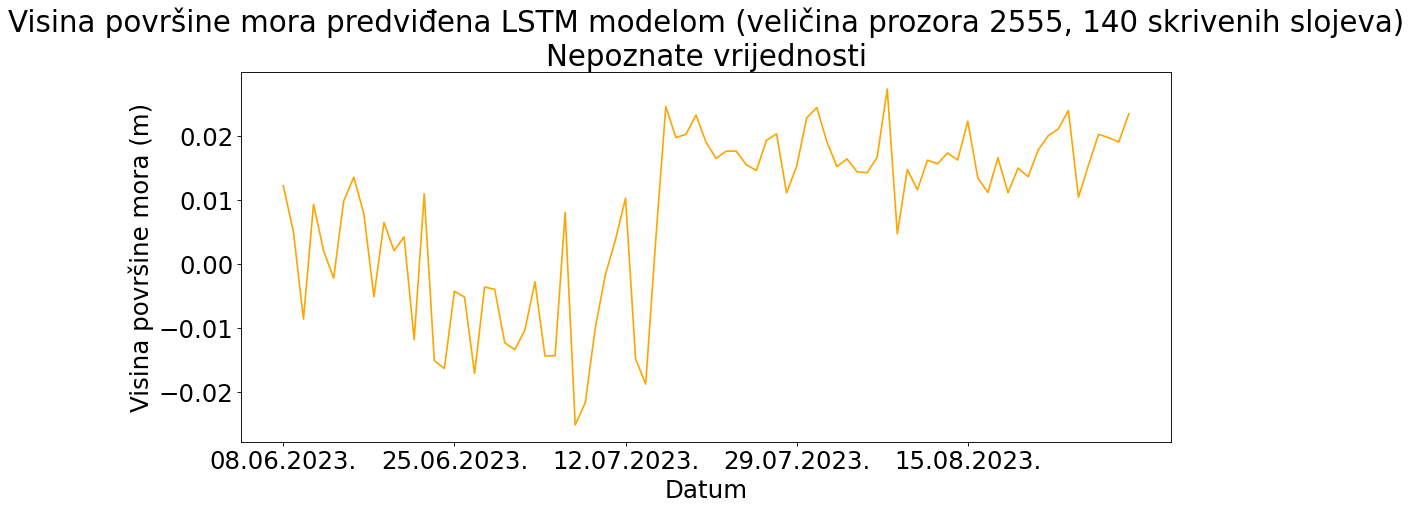 Visina površine mora predviđena LSTM modelom (veličina prozora 2555, 140 skrivenih slojeva)
Nepoznate vrijednosti
Visina površine mora (m)
0.02
0.01
0.00
−0.01
−0.02
08.06.2023. 25.06.2023. 12.07.2023. 29.07.2023. 15.08.2023.
Datum